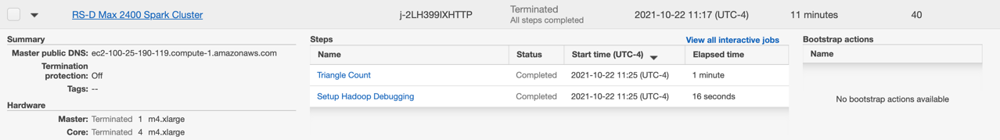 RS-D Max 2400 Spark Cluster j-2LH399IXHTTP Terminated All steps completed 2021-10-22 11:17 (UTC-4) 11 minutes 40
Summary
Master public DNS: ec2-100-25-190-119.compute-1.amazonaws.com
Termination
protection: Off
Tags: --
Hardware
Master: Terminated 1 m4.xlarge
Core: Terminated 4 m4.xlarge
Steps
View all interactive jobs
Name Status Start time (UTC-4) Elapsed time
Triangle Count Completed 2021-10-22 11:25 (UTC-4) 1 minute
Setup Hadoop Debugging Completed 2021-10-22 11:25 (UTC-4) 16 seconds
Bootstrap actions
Name
No bootstrap actions available